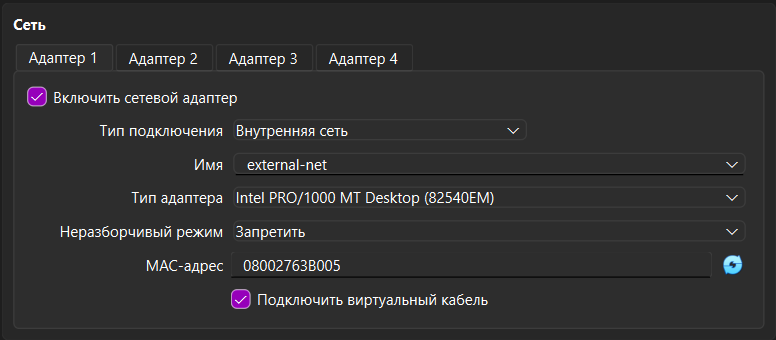 Сеть
Адаптер 1 Адаптер 2 Адаптер 3 Адаптер 4
Включить сетевой адаптер
Тип подключения Внутренняя сеть
Имя external-net
Тип адаптера Intel PRO/1000 MT Desktop (82540EM)
Неразборчивый режим Запретить
MAC-адрес 08002763B005
Подключить виртуальный кабель